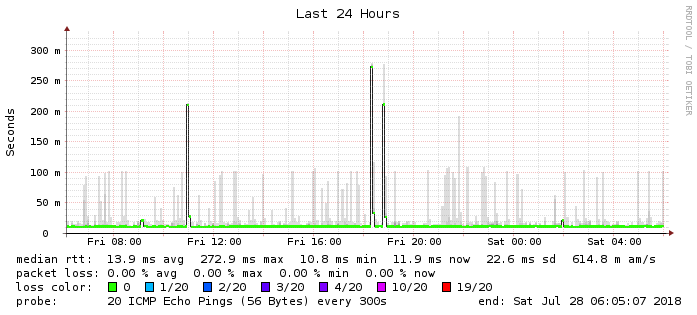 Last 24 Hours
RRDTOOL / TOBI OETIKER
Seconds
300 m
250 m
200 m
150 m
100 m
50 m
0
Fri 08:00 Fri 12:00 Fri 16:00 Fri 20:00 Sat 00:00 Sat 04:00
median rtt: 13.9 ms avg 272.9 ms max 10.8 ms min 11.9 ms now 22.6 ms sd 614.8 m am/s
packet loss: 0.00 % avg 0.00 % max 0.00 % min 0.00 % now
loss color: 0 1/20 2/20 3/20 4/20 10/20 19/20
probe: 20 ICMP Echo Pings (56 Bytes) every 300s end: Sat Jul 28 06:05:07 2018